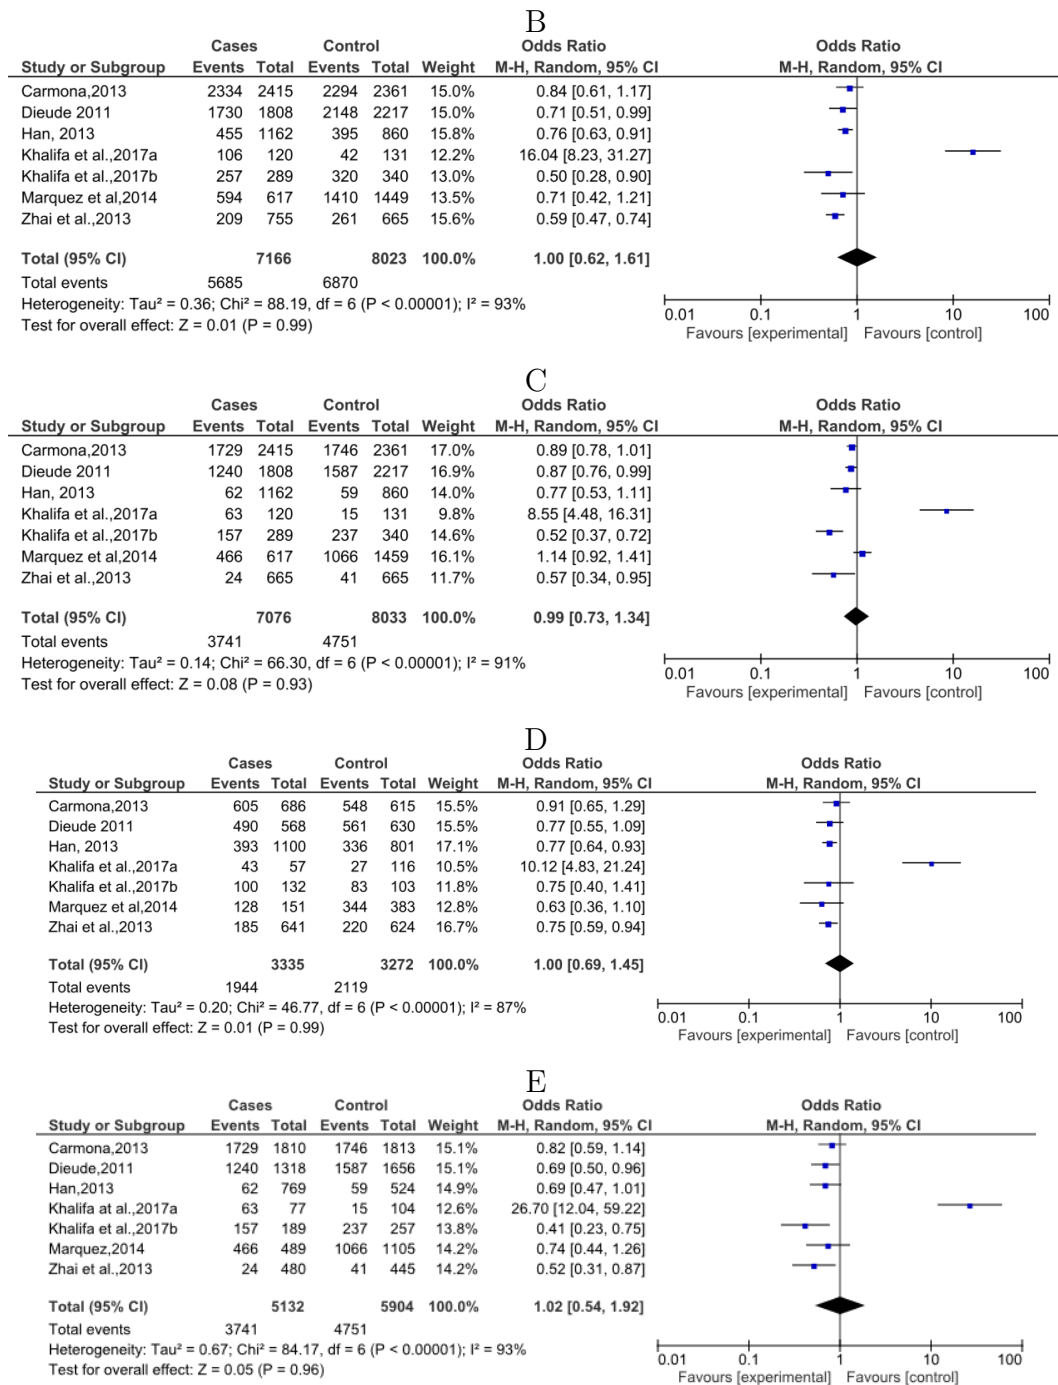 B
Cases Control Odds Ratio Odds Ratio
Study or Subgroup Events Total Events Total Weight M-H, Random, 95% CI M-H, Random, 95% CI
Carmona,2013 2334 2415 2294 2361 15.0% 0.84 [0.61, 1.17]
Dieude 2011 1730 1808 2148 2217 15.0% 0.71 [0.51, 0.99]
Han, 2013 455 1162 395 860 15.8% 0.76 [0.63, 0.91]
Khalifa et al.,2017a 106 120 42 131 12.2% 16.04 [8.23, 31.27]
Khalifa et al.,2017b 257 289 320 340 13.0% 0.50 [0.28, 0.90]
Marquez et al,2014 594 617 1410 1449 13.5% 0.71 [0.42, 1.21]
Zhai et al.,2013 209 755 261 665 15.6% 0.59 [0.47, 0.74]
Total (95% CI) 7166 8023 100.0% 1.00 [0.62, 1.61]
Total events 5685 6870
Heterogeneity: Tau² = 0.36; Chi² = 88.19, df = 6 (P < 0.00001); I² = 93%
Test for overall effect: Z = 0.01 (P = 0.99)
0.01 0.1 1 10 100
Favours [experimental] Favours [control]
C
Cases Control Odds Ratio Odds Ratio
Study or Subgroup Events Total Events Total Weight M-H, Random, 95% CI M-H, Random, 95% CI
Carmona,2013 1729 2415 1746 2361 17.0% 0.89 [0.78, 1.01]
Dieude 2011 1240 1808 1587 2217 16.9% 0.87 [0.76, 0.99]
Han, 2013 62 1162 59 860 14.0% 0.77 [0.53, 1.11]
Khalifa et al.,2017a 63 120 15 131 9.8% 8.55 [4.48, 16.31]
Khalifa et al.,2017b 157 289 237 340 14.6% 0.52 [0.37, 0.72]
Marquez et al,2014 466 617 1066 1459 16.1% 1.14 [0.92, 1.41]
Zhai et al.,2013 24 665 41 665 11.7% 0.57 [0.34, 0.95]
Total (95% CI) 7076 8033 100.0% 0.99 [0.73, 1.34]
Total events 3741 4751
Heterogeneity: Tau² = 0.14; Chi² = 66.30, df = 6 (P < 0.00001); I² = 91%
Test for overall effect: Z = 0.08 (P = 0.93)
0.01 0.1 1 10 100
Favours [experimental] Favours [control]
D
Cases Control Odds Ratio Odds Ratio
Study or Subgroup Events Total Events Total Weight M-H, Random, 95% CI M-H, Random, 95% CI
Carmona,2013 605 686 548 615 15.5% 0.91 [0.65, 1.29]
Dieude 2011 490 568 561 630 15.5% 0.77 [0.55, 1.09]
Han, 2013 393 1100 336 801 17.1% 0.77 [0.64, 0.93]
Khalifa et al.,2017a 43 57 27 116 10.5% 10.12 [4.83, 21.24]
Khalifa et al.,2017b 100 132 83 103 11.8% 0.75 [0.40, 1.41]
Marquez et al,2014 128 151 344 383 12.8% 0.63 [0.36, 1.10]
Zhai et al.,2013 185 641 220 624 16.7% 0.75 [0.59, 0.94]
Total (95% CI) 3335 3272 100.0% 1.00 [0.69, 1.45]
Total events 1944 2119
Heterogeneity: Tau² = 0.20; Chi² = 46.77, df = 6 (P < 0.00001); I² = 87%
Test for overall effect: Z = 0.01 (P = 0.99)
0.01 0.1 1 10 100
Favours [experimental] Favours [control]
E
Cases Control Odds Ratio Odds Ratio
Study or Subgroup Events Total Events Total Weight M-H, Random, 95% CI M-H, Random, 95% CI
Carmona,2013 1729 1810 1746 1813 15.1% 0.82 [0.59, 1.14]
Dieude,2011 1240 1318 1587 1656 15.1% 0.69 [0.50, 0.96]
Han,2013 62 769 59 524 14.9% 0.69 [0.47, 1.01]
Khalifa at al.,2017a 63 77 15 104 12.6% 26.70 [12.04, 59.22]
Khalifa et al.,2017b 157 189 237 257 13.8% 0.41 [0.23, 0.75]
Marquez,2014 466 489 1066 1105 14.2% 0.74 [0.44, 1.26]
Zhai et al.,2013 24 480 41 445 14.2% 0.52 [0.31, 0.87]
Total (95% CI) 5132 5904 100.0% 1.02 [0.54, 1.92]
Total events 3741 4751
Heterogeneity: Tau² = 0.67; Chi² = 84.17, df = 6 (P < 0.00001); I² = 93%
Test for overall effect: Z = 0.05 (P = 0.96)
0.01 0.1 1 10 100
Favours [experimental] Favours [control]